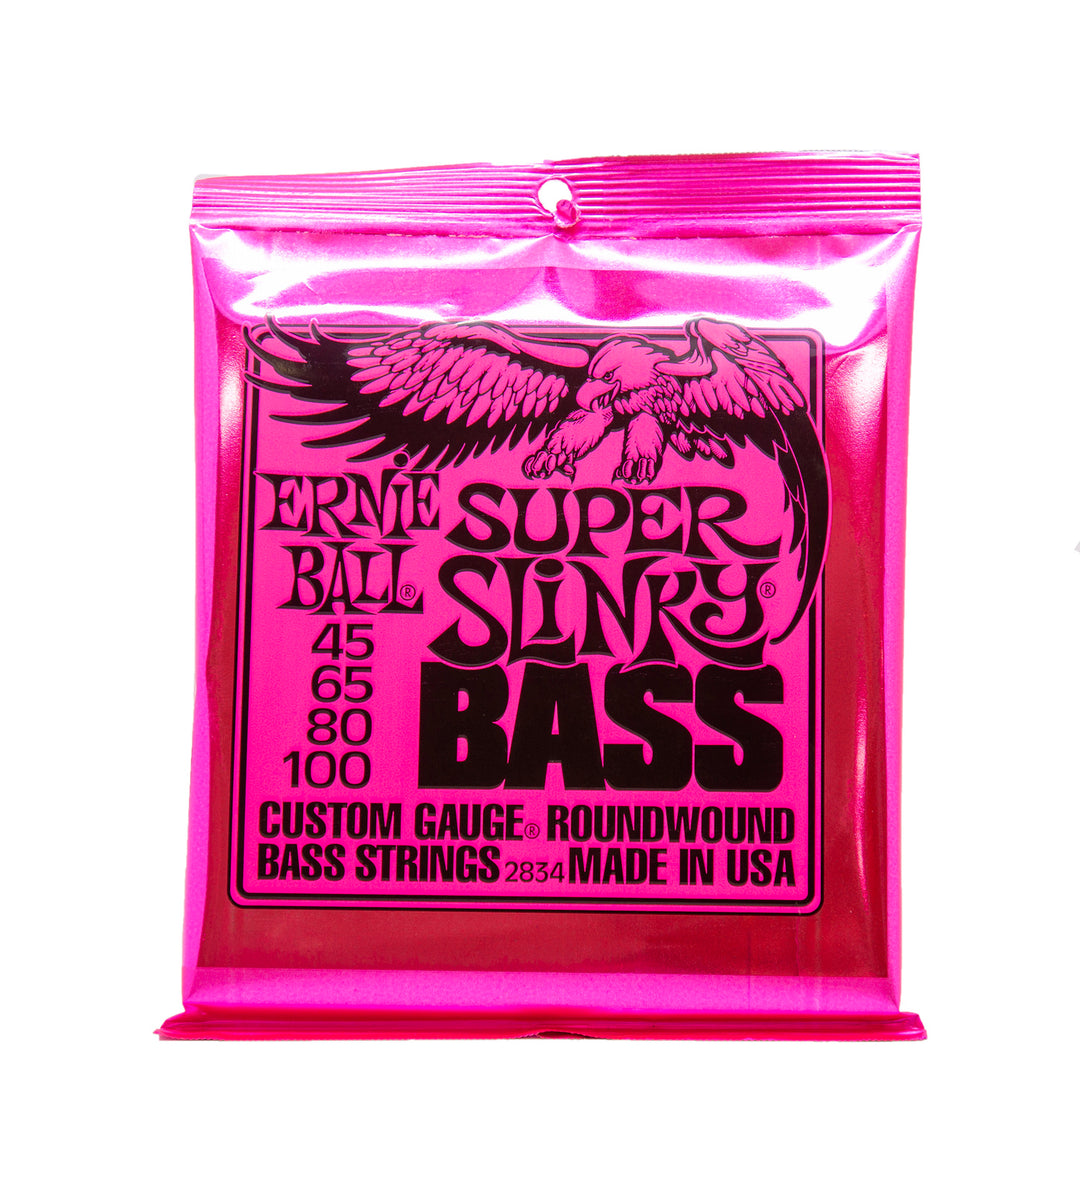 ERNiE
BALL®
SUPER
SLiNKY®
BASS
45
65
80
100
CUSTOM GAUGE® ROUNDWOUND
BASS STRINGS 2834 MADE IN USA